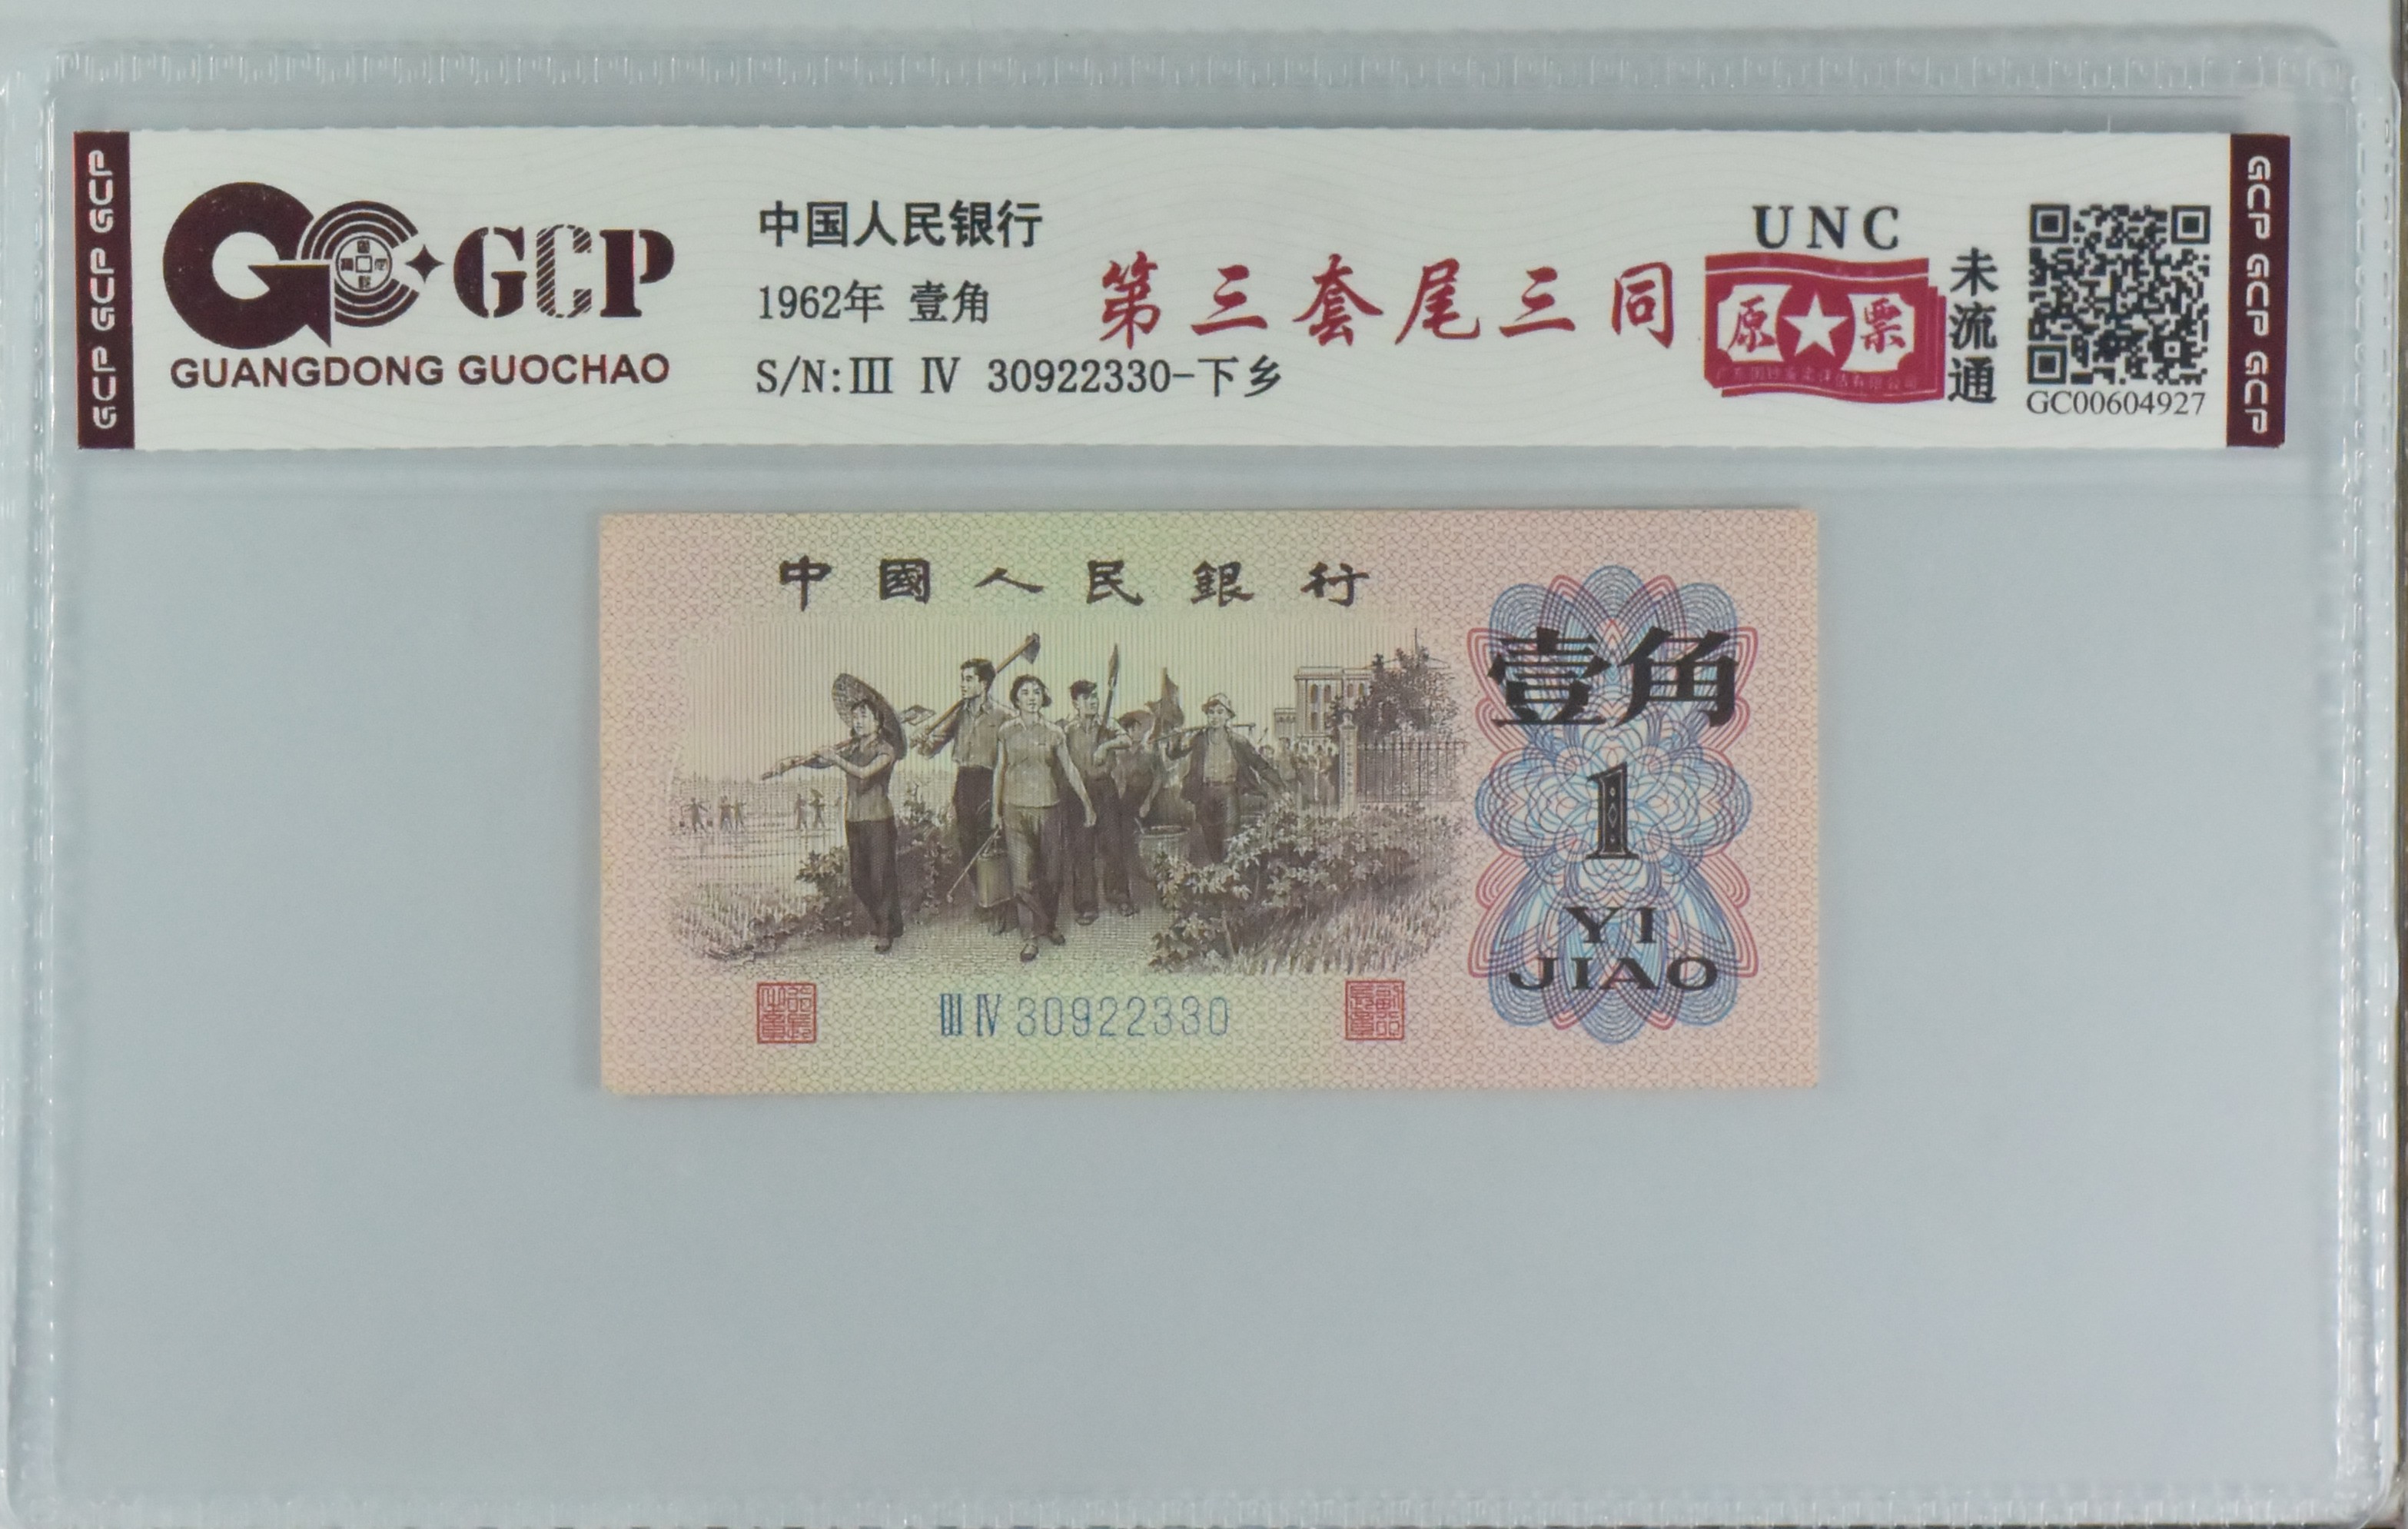 GCP GCP GCP
GCP
GUANGDONG GUOCHAO
中国人民银行
1962年 壹角
S/N:Ⅲ Ⅳ 30922330-下乡
第三套尾三同
UNC
原★票
未流通
GC00604927
GCP GCP GCP
中國人民銀行
壹角
1
YI
JIAO
Ⅲ Ⅳ 30922330